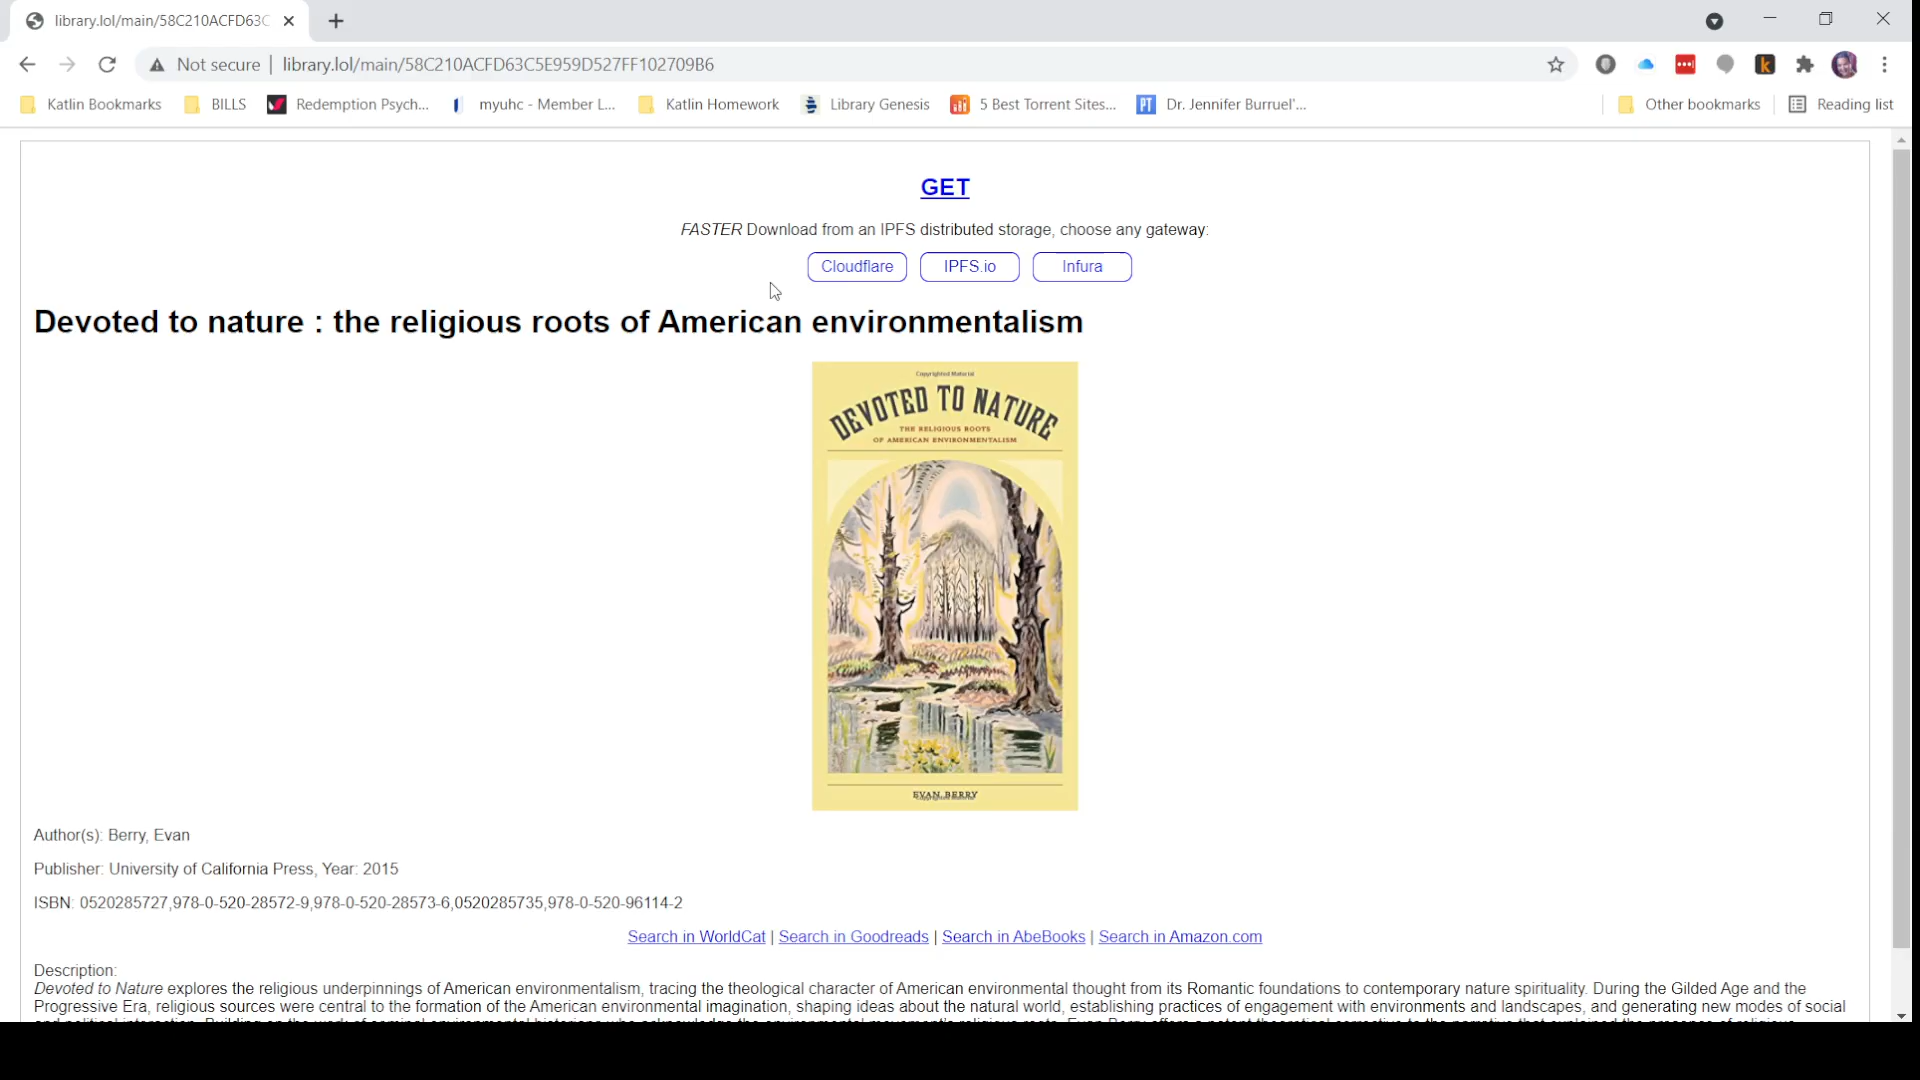 library.lol/main/58C210ACFD63C
Not secure | library.lol/main/58C210ACFD63C5E959D527FF102709B6
Katlin Bookmarks BILLS Redemption Psych... myuhc - Member L... Katlin Homework Library Genesis 5 Best Torrent Sites... Dr. Jennifer Burruel'... Other bookmarks Reading list
GET
FASTER Download from an IPFS distributed storage, choose any gateway:
Cloudflare IPFS.io Infura
Devoted to nature : the religious roots of American environmentalism
Copyrighted Material
DEVOTED TO NATURE
THE RELIGIOUS ROOTS
OF AMERICAN ENVIRONMENTALISM
EVAN BERRY
Author(s): Berry, Evan
Publisher: University of California Press, Year: 2015
ISBN: 0520285727,978-0-520-28572-9,978-0-520-28573-6,0520285735,978-0-520-96114-2
Search in WorldCat | Search in Goodreads | Search in AbeBooks | Search in Amazon.com
Description:
Devoted to Nature explores the religious underpinnings of American environmentalism, tracing the theological character of American environmental thought from its Romantic foundations to contemporary nature spirituality. During the Gilded Age and the
Progressive Era, religious sources were central to the formation of the American environmental imagination, shaping ideas about the natural world, establishing practices of engagement with environments and landscapes, and generating new modes of social